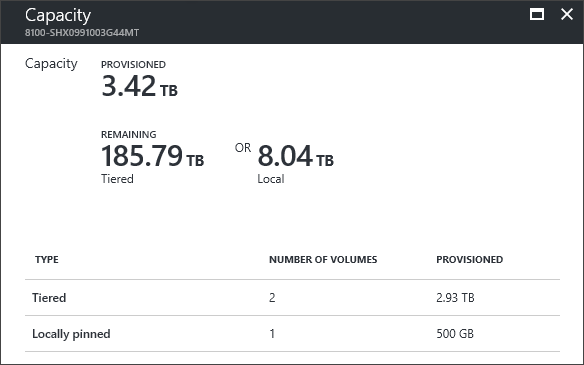 Capacity
8100-SHX0991003G44MT
Capacity
PROVISIONED
3.42 TB
REMAINING
185.79 TB OR 8.04 TB
Tiered Local
TYPE NUMBER OF VOLUMES PROVISIONED
Tiered 2 2.93 TB
Locally pinned 1 500 GB